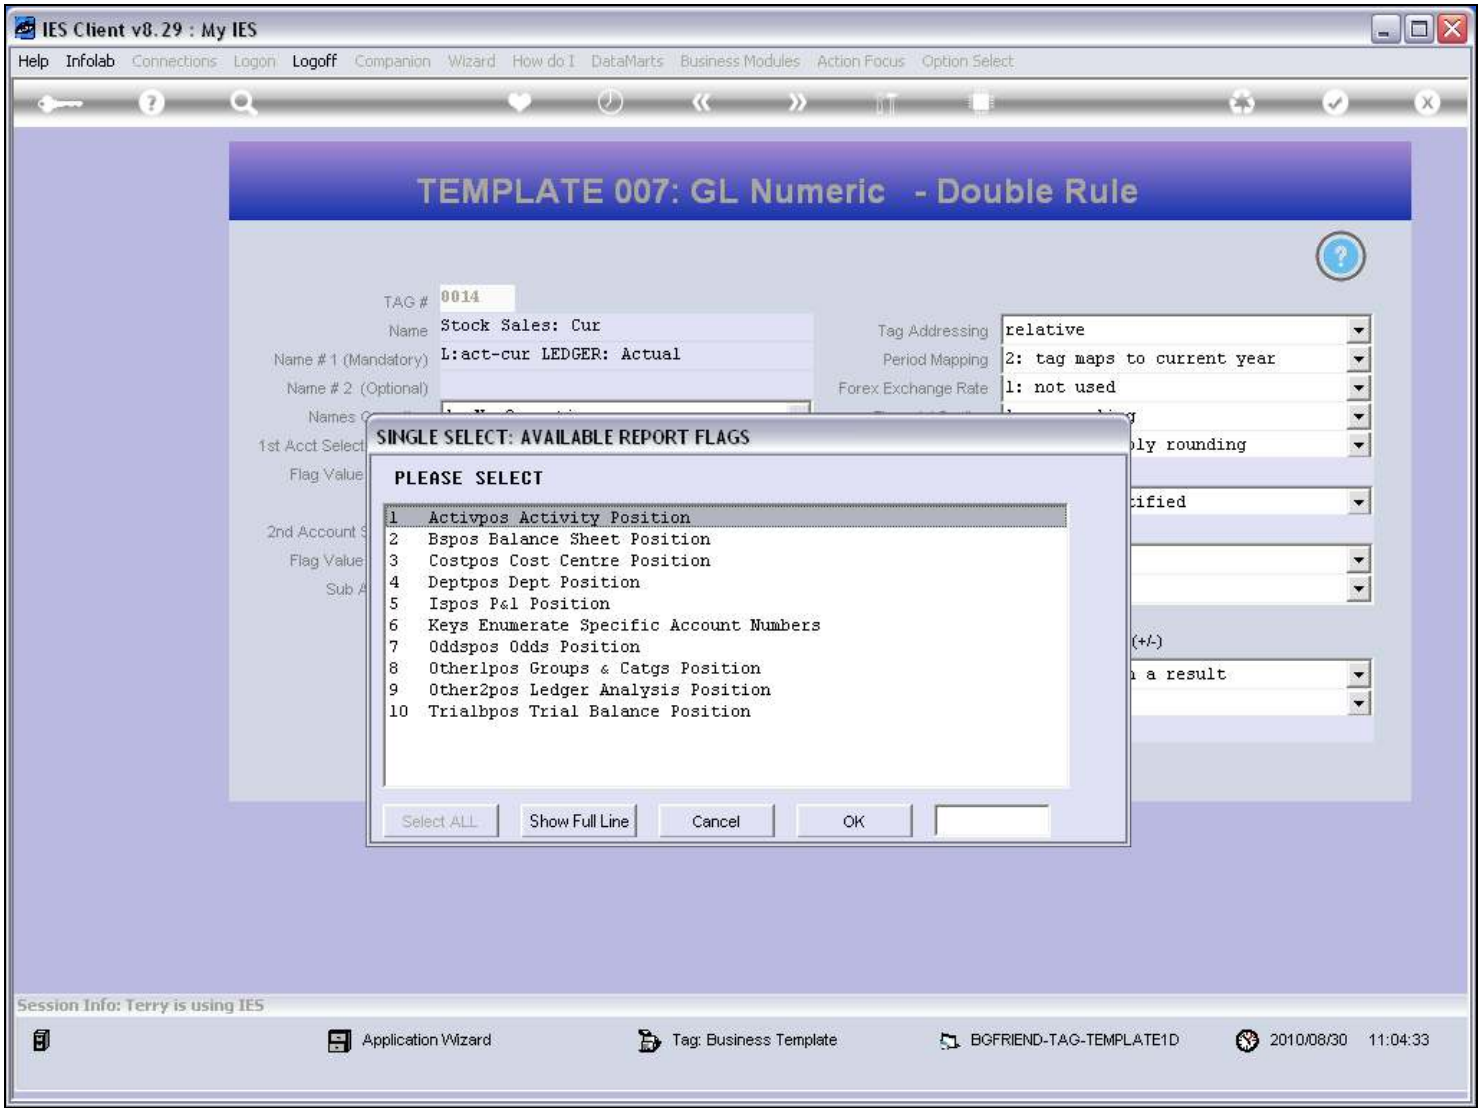 IES Client v8.29 : My IES
Help Infolab Connections Logon Logoff Companion Wizard How do I DataMarts Business Modules Action Focus Option Select
TEMPLATE 007: GL Numeric - Double Rule
TAG # 0014
Name Stock Sales: Cur
Name # 1 (Mandatory) L:act-cur LEDGER: Actual
Name # 2 (Optional)
Names
1st Acct Select
Flag Value
2nd Account S
Flag Value
Sub A
Tag Addressing relative
Period Mapping 2: tag maps to current year
Forex Exchange Rate 1: not used
ply rounding
tified
(+/-)
n a result
SINGLE SELECT: AVAILABLE REPORT FLAGS
PLEASE SELECT
1 Activpos Activity Position
2 Bspos Balance Sheet Position
3 Costpos Cost Centre Position
4 Deptpos Dept Position
5 Ispos P&l Position
6 Keys Enumerate Specific Account Numbers
7 Oddspos Odds Position
8 Other1pos Groups & Catgs Position
9 Other2pos Ledger Analysis Position
10 Trialbpos Trial Balance Position
Select ALL Show Full Line Cancel OK
Session Info: Terry is using IES
Application Wizard Tag: Business Template BGFRIEND-TAG-TEMPLATE1D 2010/08/30 11:04:33